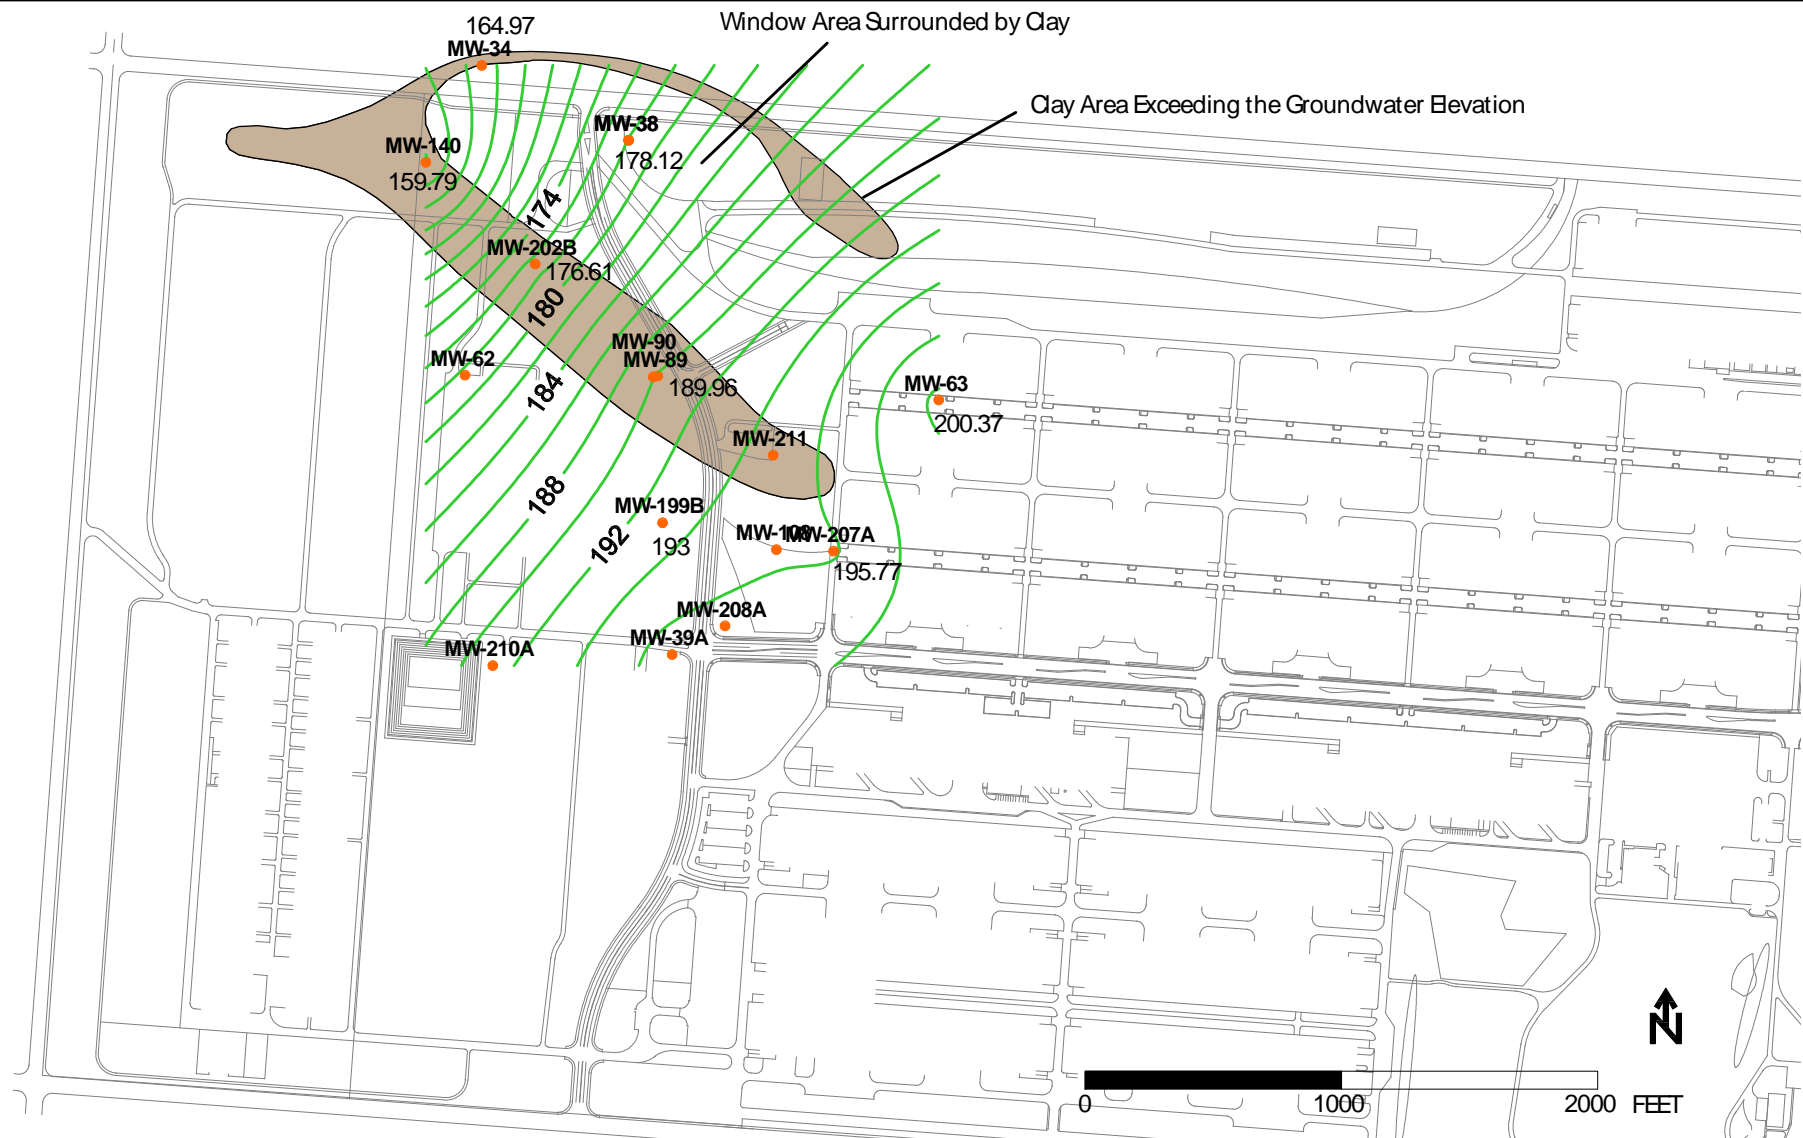 164.97
Window Area Surrounded by Clay
MW-34
Clay Area Exceeding the Groundwater Elevation
MW-38
MW-140
178.12
159.79
174
MW-202B
176.61
180
MW-90
MW-62
MW-89
189.96
184
MW-63
200.37
MW-211
188
MW-199B
192
193
MW-108
MW-207A
195.77
MW-208A
MW-39A
MW-210A
N
0 1000 2000 FEET